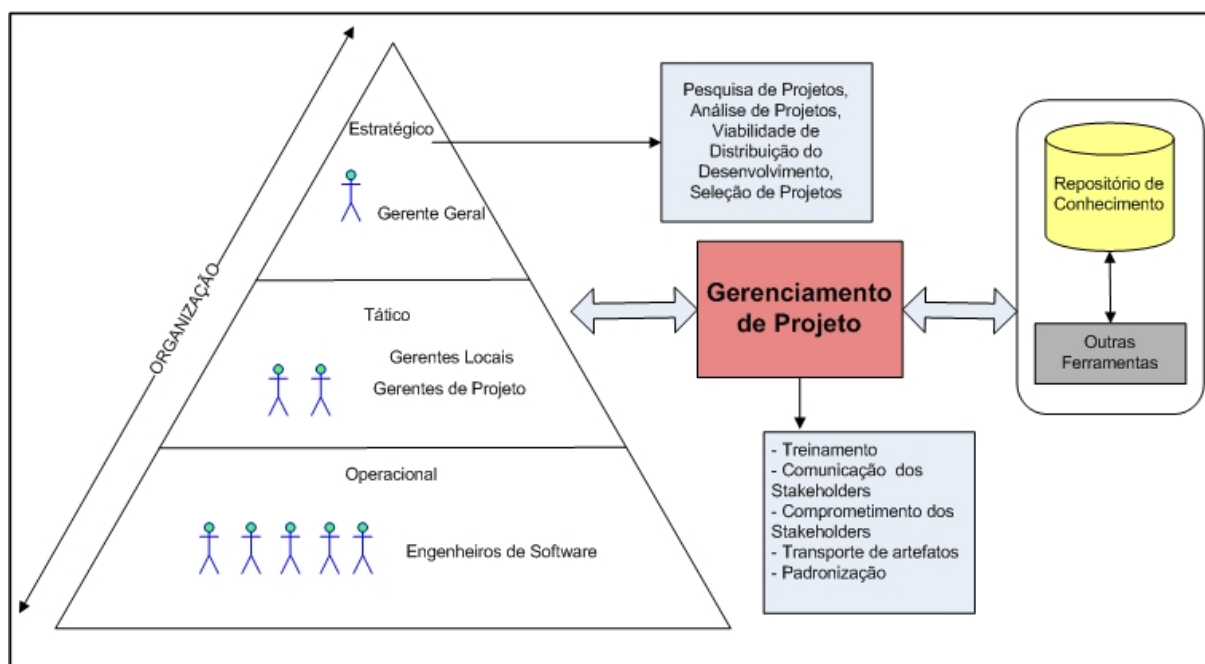 ORGANIZAÇÃO
Estratégico
Gerente Geral
Tático
Gerentes Locais
Gerentes de Projeto
Operacional
Engenheiros de Software
Pesquisa de Projetos,
Análise de Projetos,
Viabilidade de
Distribuição do
Desenvolvimento,
Seleção de Projetos
Gerenciamento
de Projeto
- Treinamento
- Comunicação dos
Stakeholders
- Comprometimento dos
Stakeholders
- Transporte de artefatos
- Padronização
Repositório de
Conhecimento
Outras
Ferramentas